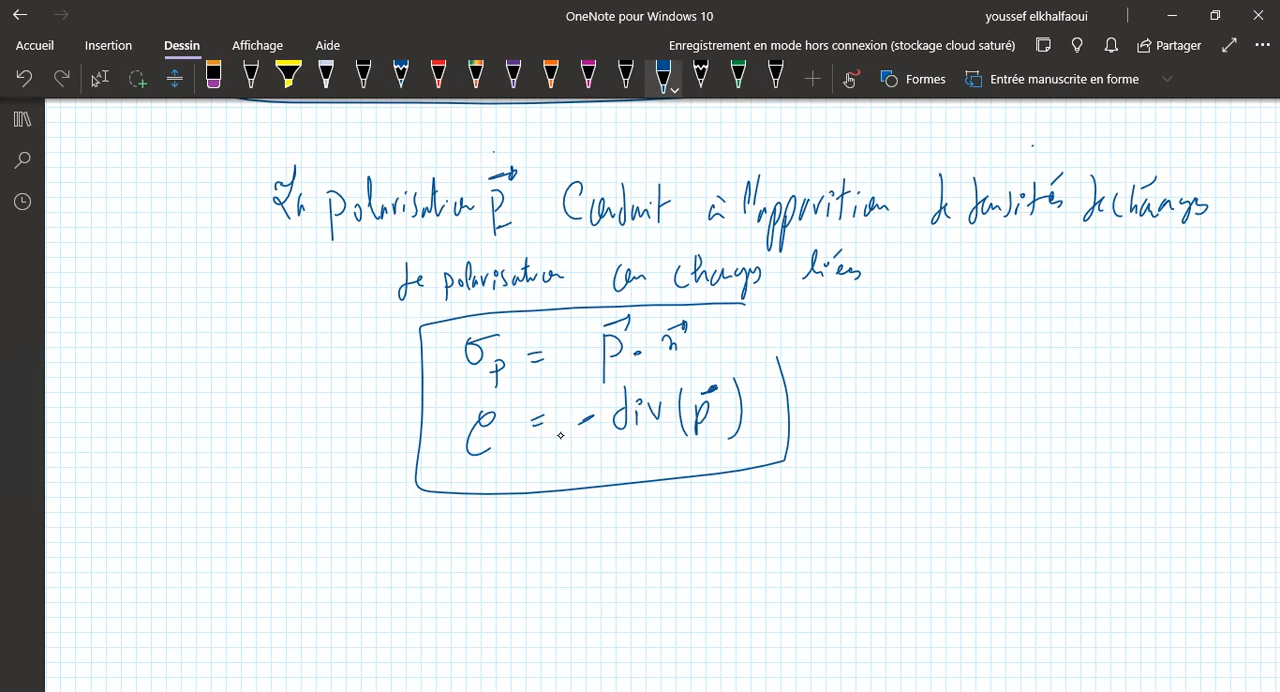 OneNote pour Windows 10
youssef elkhalfaoui
Accueil Insertion Dessin Affichage Aide
Enregistrement en mode hors connexion (stockage cloud saturé)
Partager
Formes
Entrée manuscrite en forme
La polarisation P⃗ Conduit à l'apparition de densités de charges
de polarisation ou charges liées
σp = P⃗ · n⃗
ρ = - div(P⃗)